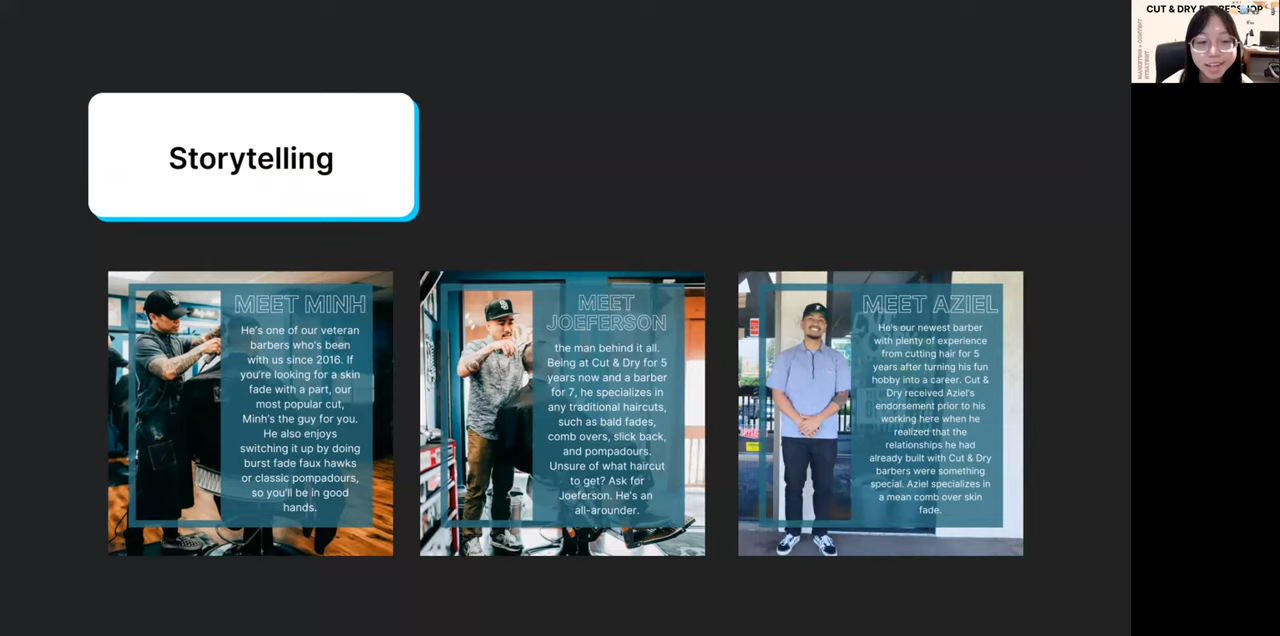 CUT & DRY BARBERSHOP
MARKETING + CONTENT
STRATEGY
Storytelling
MEET MINH
He's one of our veteran
barbers who's been
with us since 2016. If
you're looking for a skin
fade with a part, our
most popular cut,
Minh's the guy for you.
He also enjoys
switching it up by doing
burst fade faux hawks
or classic pompadours,
so you'll be in good
hands.
MEET
JOEFERSON
the man behind it all.
Being at Cut & Dry for 5
years now and a barber
for 7, he specializes in
any traditional haircuts,
such as bald fades,
comb overs, slick back,
and pompadours.
Unsure of what haircut
to get? Ask for
Joeferson. He's an
all-arounder.
MEET AZIEL
He's our newest barber
with plenty of experience
from cutting hair for 5
years after turning his fun
hobby into a career. Cut &
Dry received Aziel's
endorsement prior to his
working here when he
realized that the
relationships he had
already built with Cut & Dry
barbers were something
special. Aziel specializes in
a mean comb over skin
fade.